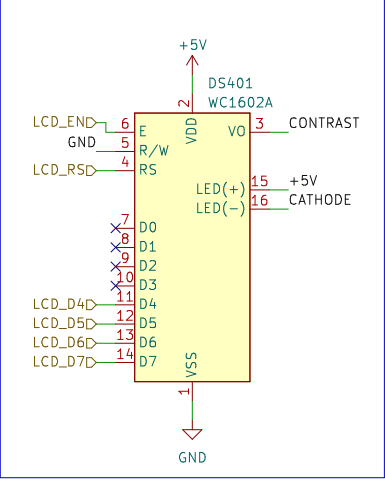 +5V
DS401
WC1602A
2
VDD
LCD_EN
6
E
VO
3
CONTRAST
GND
5
R/W
LCD_RS
4
RS
LED(+)
15
+5V
LED(-)
16
CATHODE
7
D0
8
D1
9
D2
10
D3
LCD_D4
11
D4
LCD_D5
12
D5
LCD_D6
13
D6
LCD_D7
14
D7
VSS
1
GND